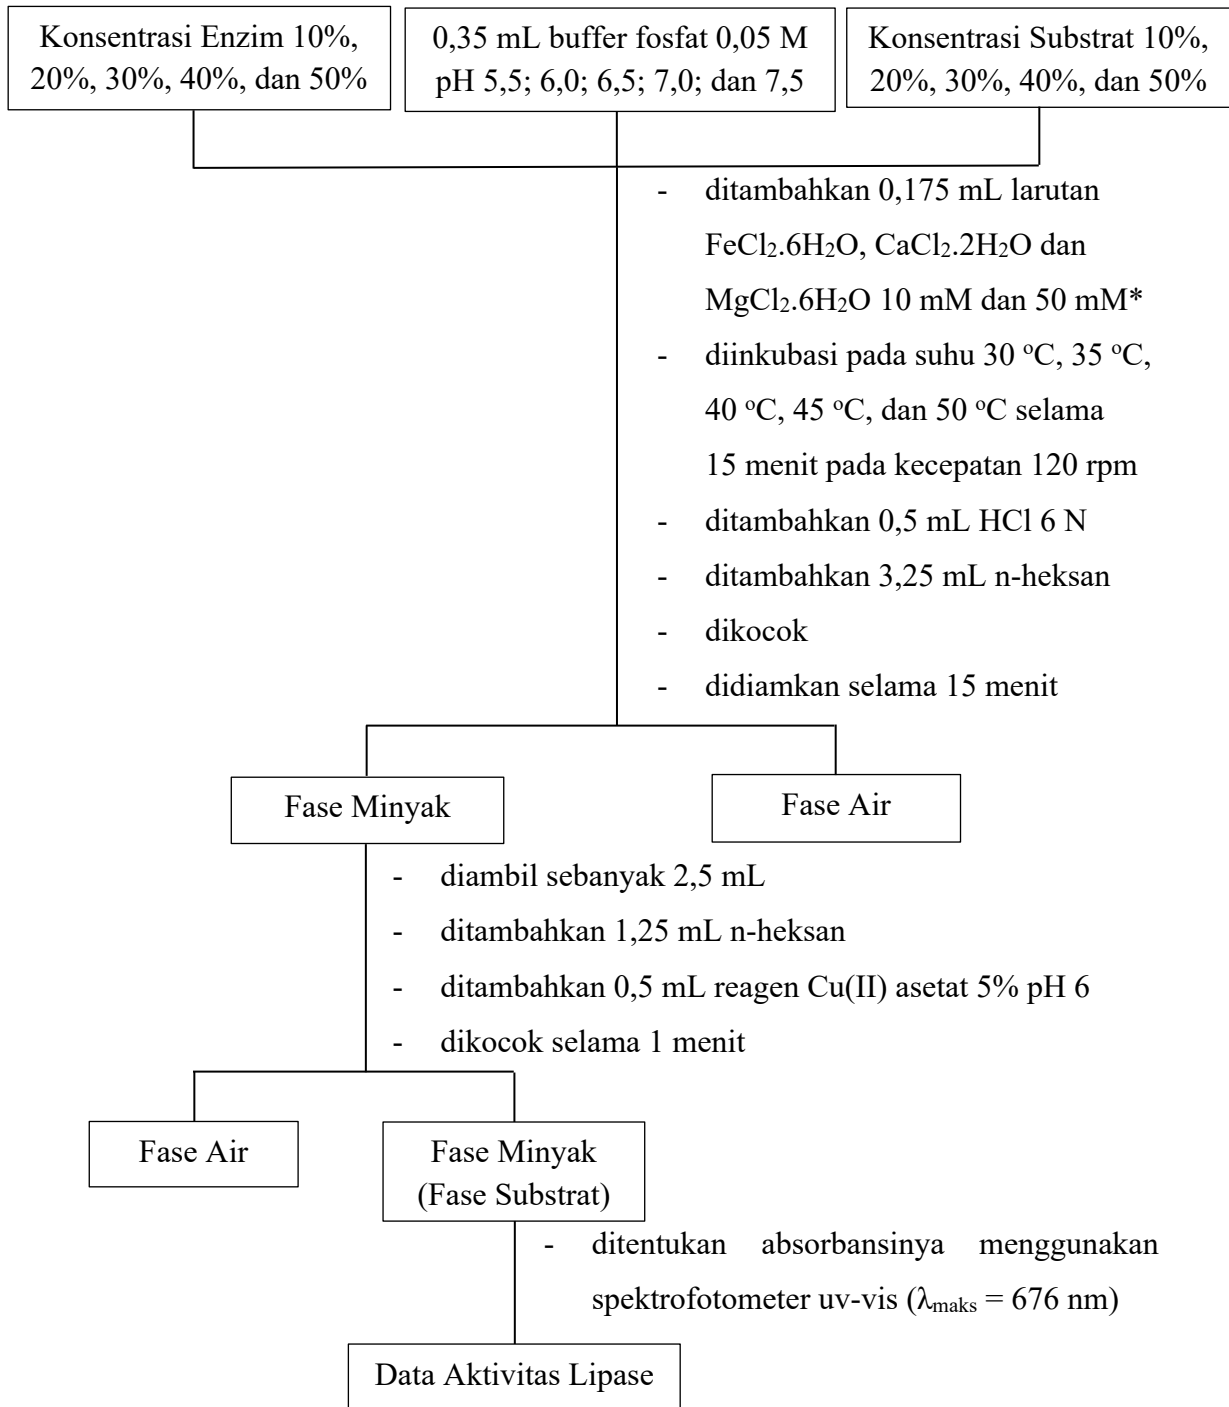 Konsentrasi Enzim 10%,
20%, 30%, 40%, dan 50%
0,35 mL buffer fosfat 0,05 M
pH 5,5; 6,0; 6,5; 7,0; dan 7,5
Konsentrasi Substrat 10%,
20%, 30%, 40%, dan 50%
- ditambahkan 0,175 mL larutan
FeCl₂.6H₂O, CaCl₂.2H₂O dan
MgCl₂.6H₂O 10 mM dan 50 mM*
- diinkubasi pada suhu 30 °C, 35 °C,
40 °C, 45 °C, dan 50 °C selama
15 menit pada kecepatan 120 rpm
- ditambahkan 0,5 mL HCl 6 N
- ditambahkan 3,25 mL n-heksan
- dikocok
- didiamkan selama 15 menit
Fase Minyak
Fase Air
- diambil sebanyak 2,5 mL
- ditambahkan 1,25 mL n-heksan
- ditambahkan 0,5 mL reagen Cu(II) asetat 5% pH 6
- dikocok selama 1 menit
Fase Air
Fase Minyak
(Fase Substrat)
- ditentukan absorbansinya menggunakan
spektrofotometer uv-vis (λmaks = 676 nm)
Data Aktivitas Lipase